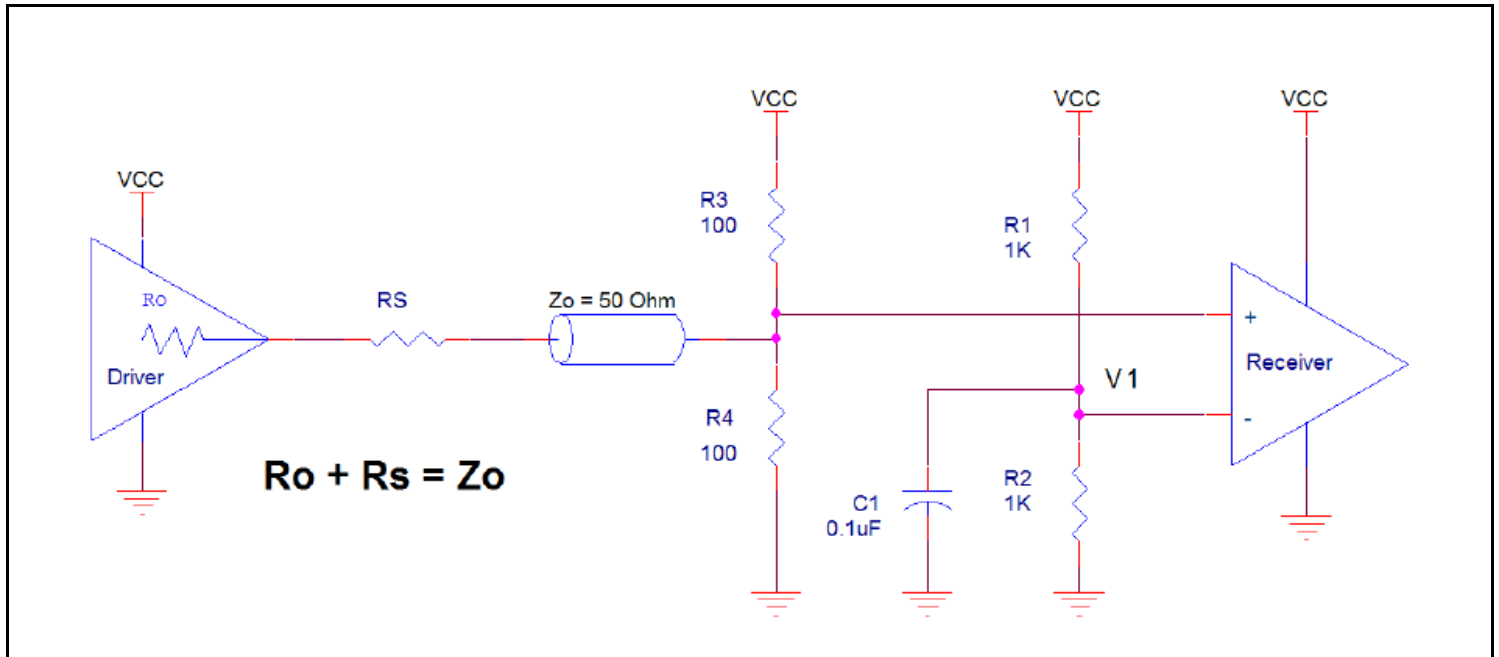 VCC
VCC
VCC
VCC
R3
100
R1
1K
Ro
RS
Zo = 50 Ohm
+
Receiver
Driver
V1
-
R4
100
Ro + Rs = Zo
C1
0.1uF
R2
1K